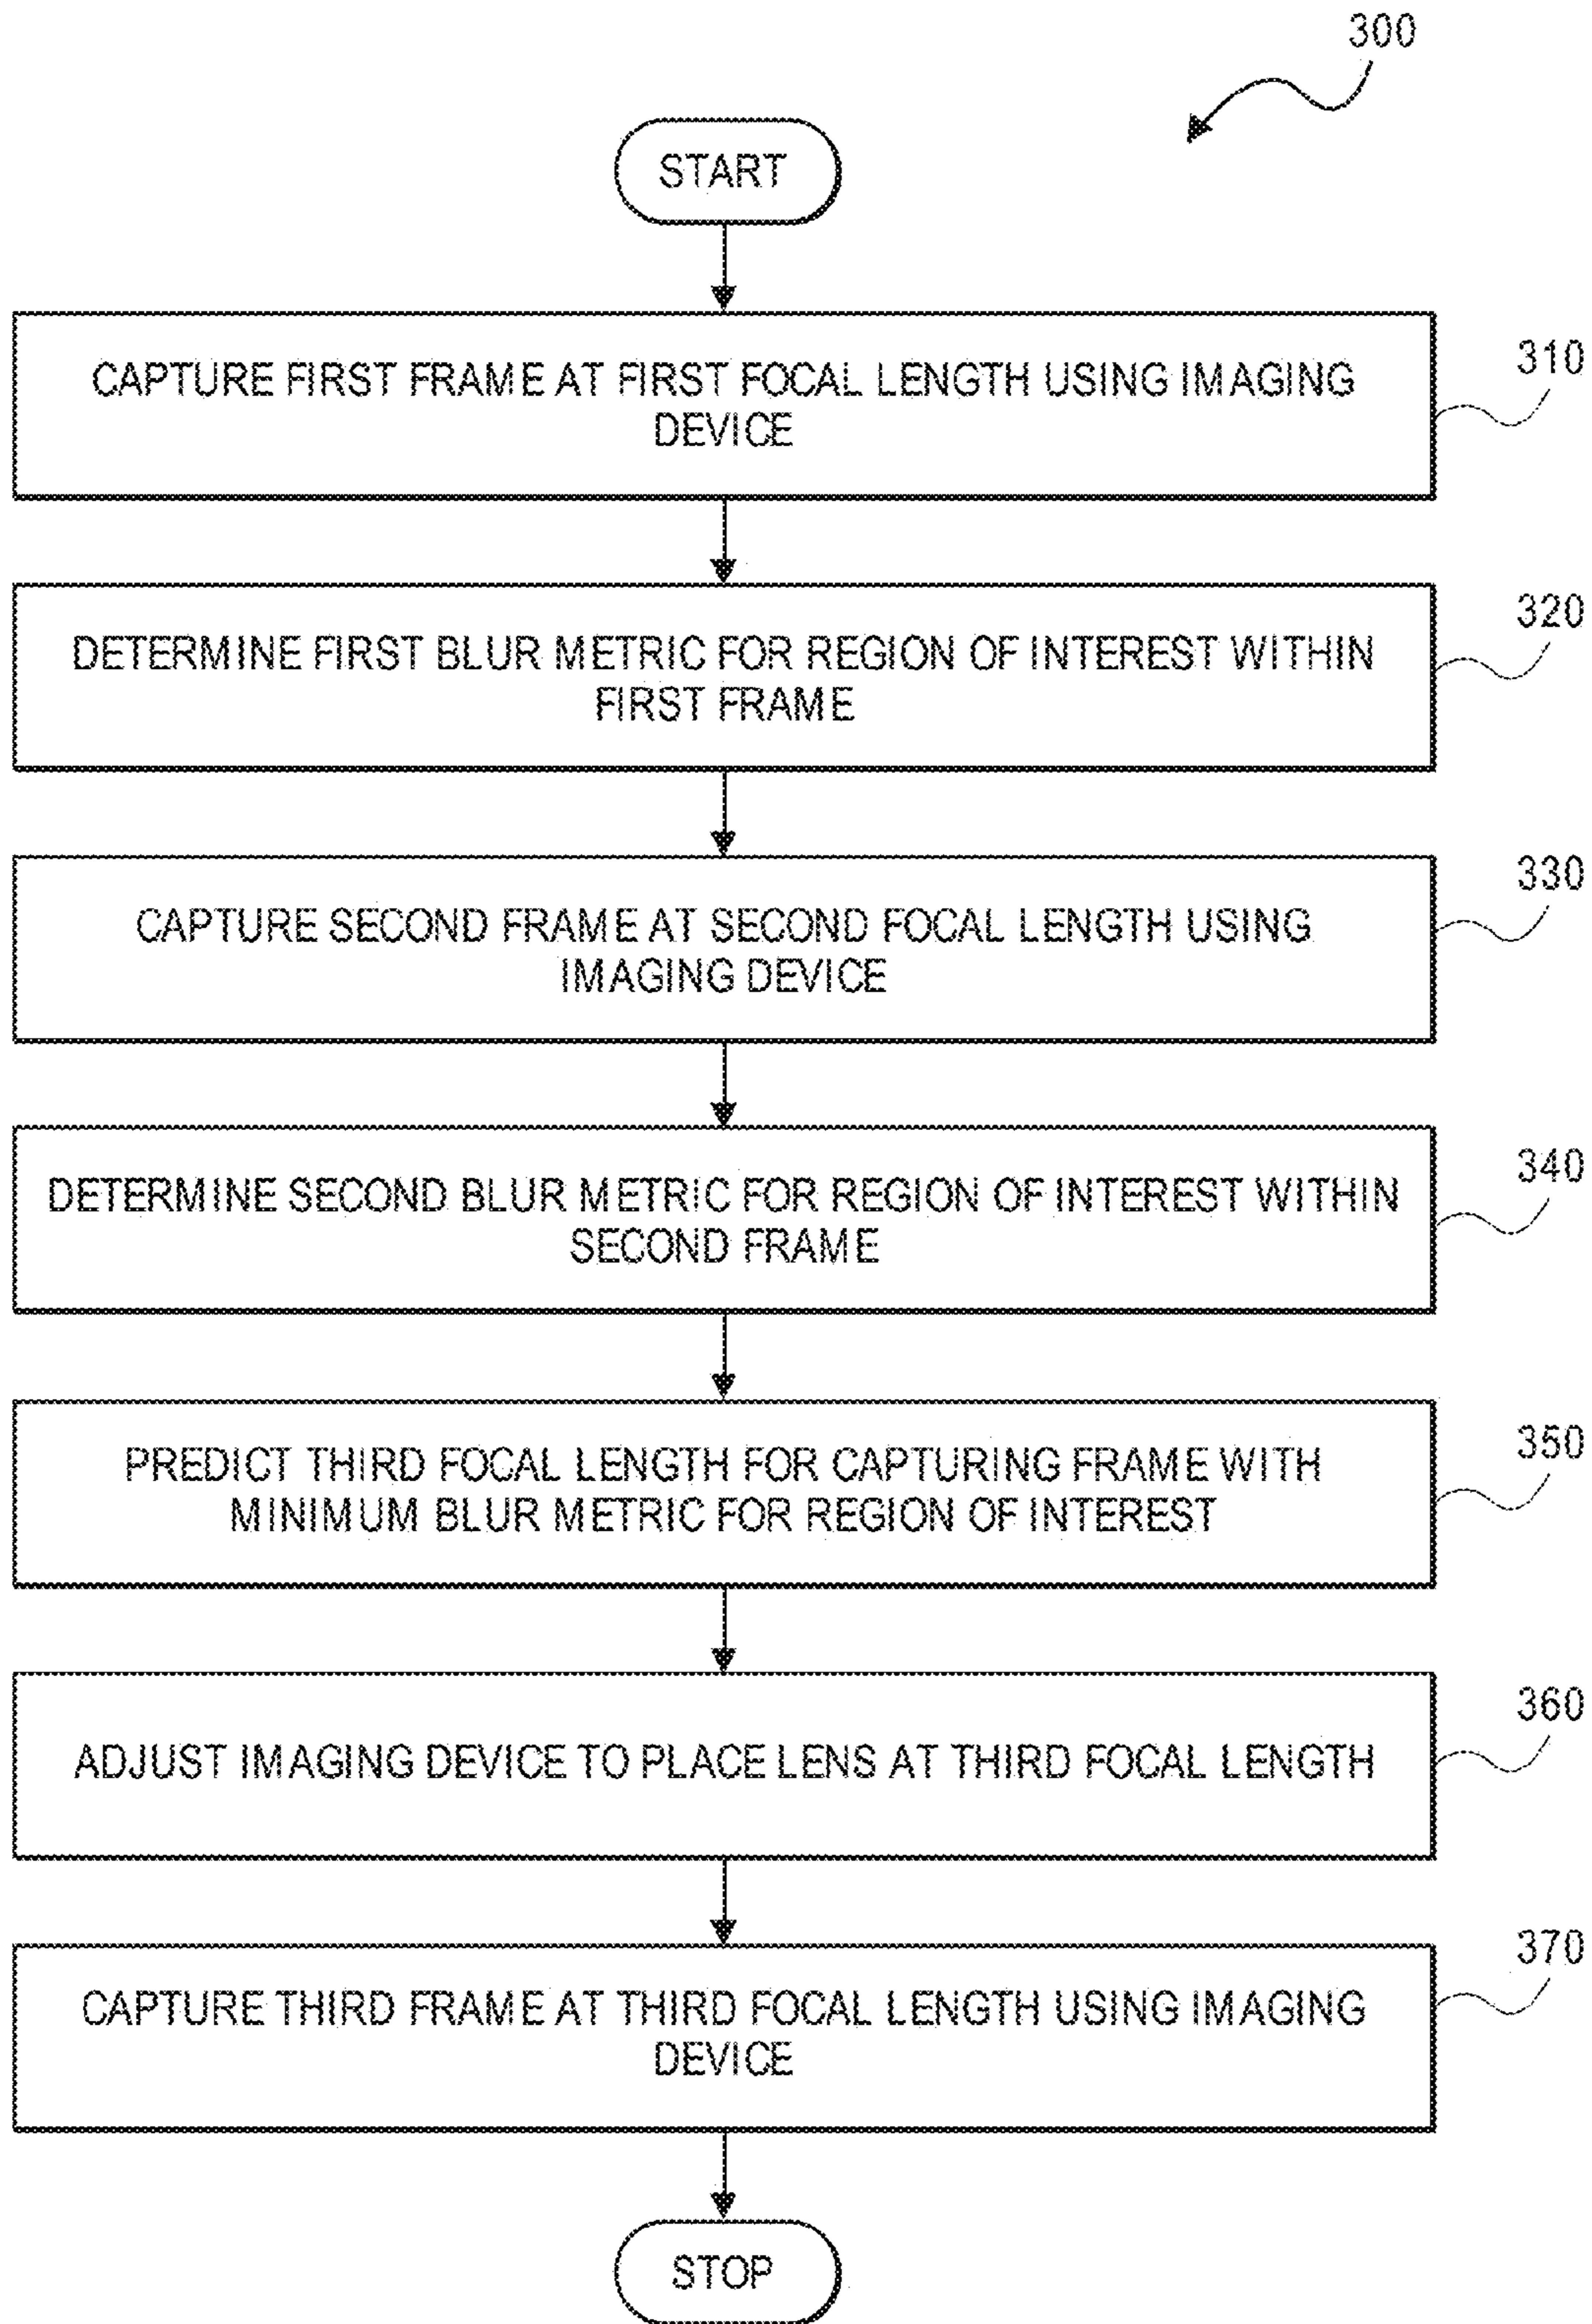 300
START
CAPTURE FIRST FRAME AT FIRST FOCAL LENGTH USING IMAGING
DEVICE
310
DETERMINE FIRST BLUR METRIC FOR REGION OF INTEREST WITHIN
FIRST FRAME
320
CAPTURE SECOND FRAME AT SECOND FOCAL LENGTH USING
IMAGING DEVICE
330
DETERMINE SECOND BLUR METRIC FOR REGION OF INTEREST WITHIN
SECOND FRAME
340
PREDICT THIRD FOCAL LENGTH FOR CAPTURING FRAME WITH
MINIMUM BLUR METRIC FOR REGION OF INTEREST
350
ADJUST IMAGING DEVICE TO PLACE LENS AT THIRD FOCAL LENGTH
360
CAPTURE THIRD FRAME AT THIRD FOCAL LENGTH USING IMAGING
DEVICE
370
STOP